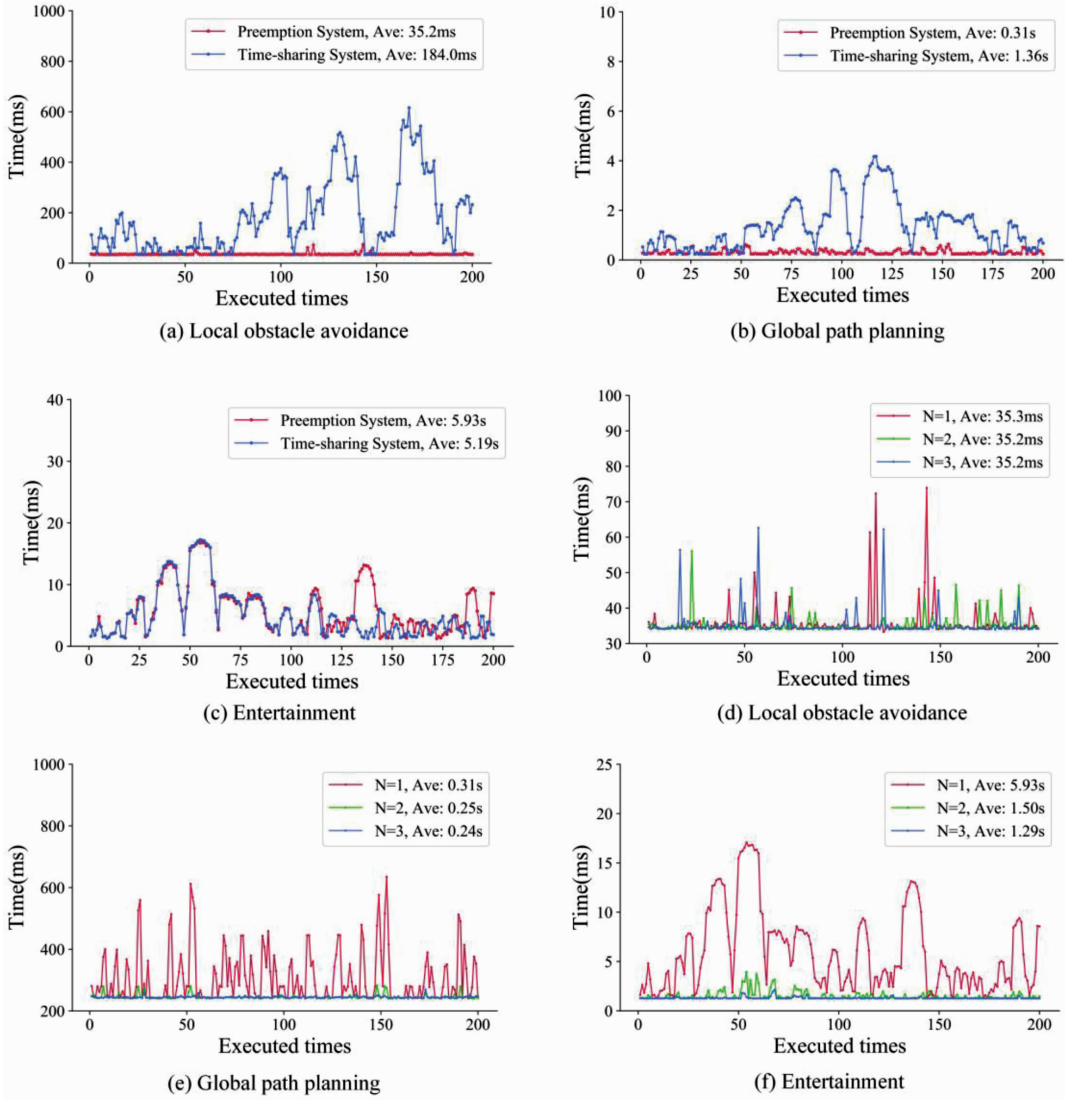 1000
800
600
400
200
0
Time(ms)
Preemption System, Ave: 35.2ms
Time-sharing System, Ave: 184.0ms
0 50 100 150 200
Executed times
(a) Local obstacle avoidance
10
8
6
4
2
0
Time(ms)
Preemption System, Ave: 0.31s
Time-sharing System, Ave: 1.36s
0 25 50 75 100 125 150 175 200
Executed times
(b) Global path planning
40
30
20
10
0
Time(ms)
Preemption System, Ave: 5.93s
Time-sharing System, Ave: 5.19s
0 25 50 75 100 125 150 175 200
Executed times
(c) Entertainment
100
90
80
70
60
50
40
30
Time(ms)
N=1, Ave: 35.3ms
N=2, Ave: 35.2ms
N=3, Ave: 35.2ms
0 50 100 150 200
Executed times
(d) Local obstacle avoidance
1000
800
600
400
200
Time(ms)
N=1, Ave: 0.31s
N=2, Ave: 0.25s
N=3, Ave: 0.24s
0 50 100 150 200
Executed times
(e) Global path planning
25
20
15
10
5
0
Time(ms)
N=1, Ave: 5.93s
N=2, Ave: 1.50s
N=3, Ave: 1.29s
0 50 100 150 200
Executed times
(f) Entertainment